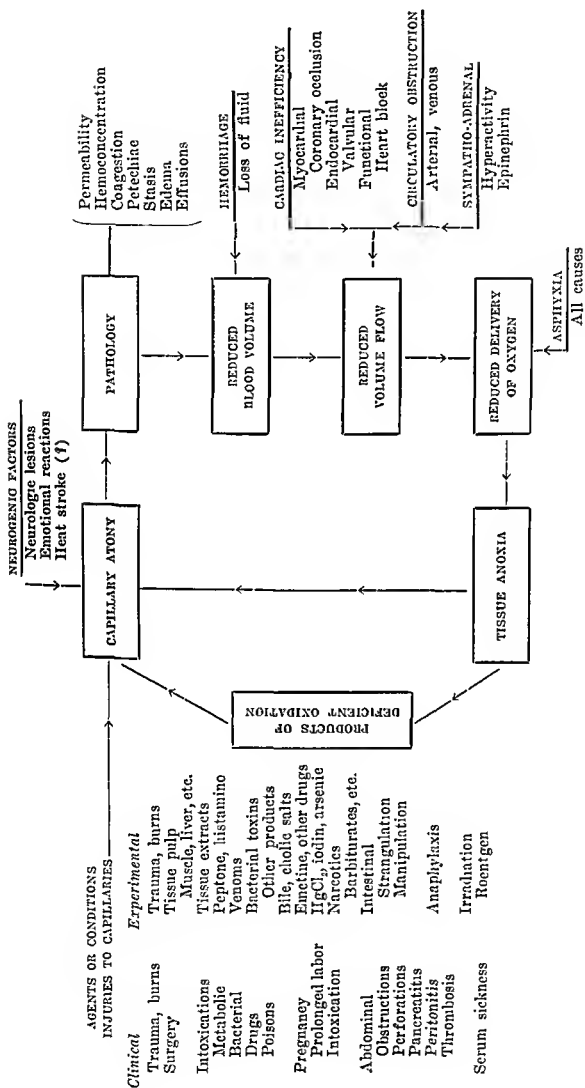 AGENTS OR CONDITIONS
INJURIES TO CAPILLARIES
Clinical
Trauma, burns
Surgery
Intoxications
Metabolic
Bacterial
Drugs
Poisons
Pregnancy
Prolonged labor
Intoxication
Abdominal
Obstructions
Perforations
Pancreatitis
Peritonitis
Thrombosis
Serum sickness
Experimental
Trauma, burns
Tissue pulp
Muscle, liver, etc.
Tissue extracts
Peptone, histamino
Venoms
Bacterial toxins
Other products
Bile, cholic salts
Emetine, other drugs
HgCl₂, iodin, arsenic
Narcotics
Barbiturates, etc.
Intestinal
Strangulation
Manipulation
Anaphylaxis
Irradiation
Roentgen
NEUROGENIC FACTORS
Neurologic lesions
Emotional reactions
Heat stroke (?)
CAPILLARY ATONY
PRODUCTS OF
DEFICIENT OXIDATION
TISSUE ANOXIA
PATHOLOGY
Permeability
Hemoconcentration
Congestion
Petechiae
Stasis
Edema
Effusions
REDUCED
BLOOD VOLUME
HEMORRHAGE
Loss of fluid
REDUCED
VOLUME FLOW
CARDIAC INEFFICIENCY
Myocardial
Coronary occlusion
Endocardial
Valvular
Functional
Heart block
CIRCULATORY OBSTRUCTION
Arterial, venous
SYMPATHO-ADRENAL
Hyperactivity
Epinephrin
REDUCED DELIVERY
OF OXYGEN
ASPHYXIA
All causes